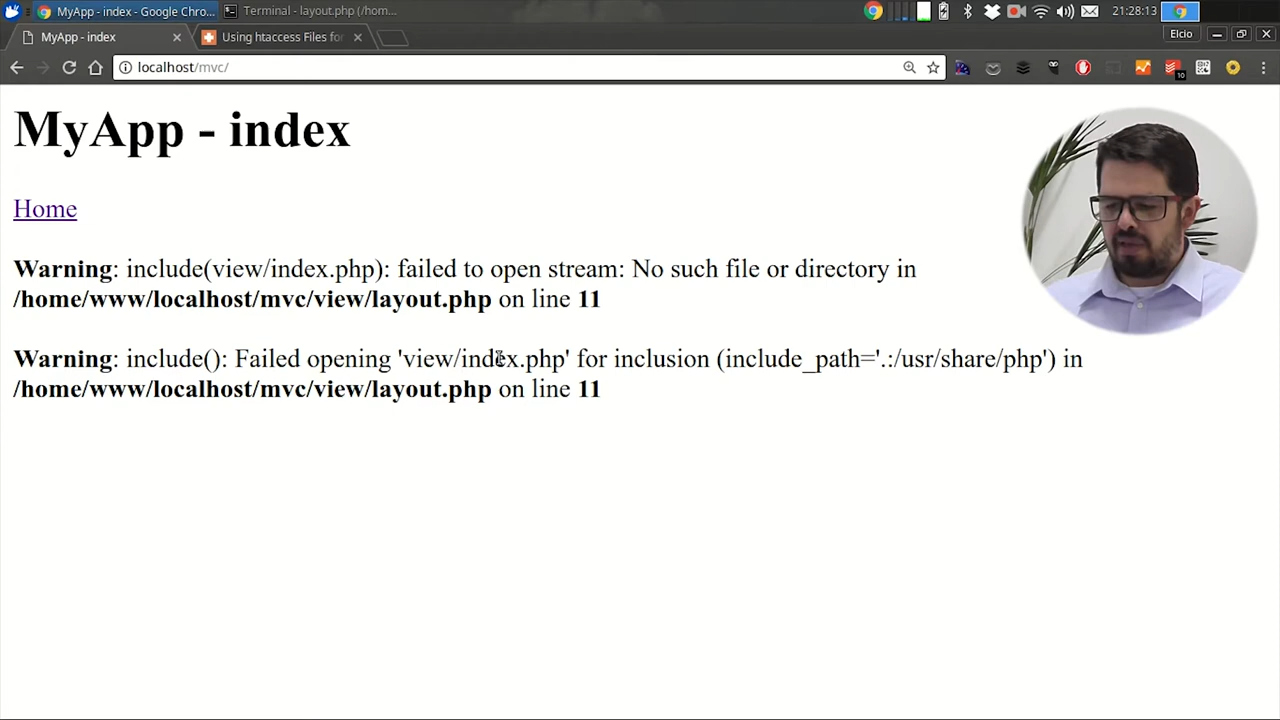 MyApp - index - Google Chro...
Terminal - layout.php (/hom...
21:28:13
MyApp - index
Using htaccess Files for
Elcio
localhost/mvc/
10
MyApp - index
Home
Warning: include(view/index.php): failed to open stream: No such file or directory in
/home/www/localhost/mvc/view/layout.php on line 11
Warning: include(): Failed opening 'view/index.php' for inclusion (include_path='.:/usr/share/php') in
/home/www/localhost/mvc/view/layout.php on line 11